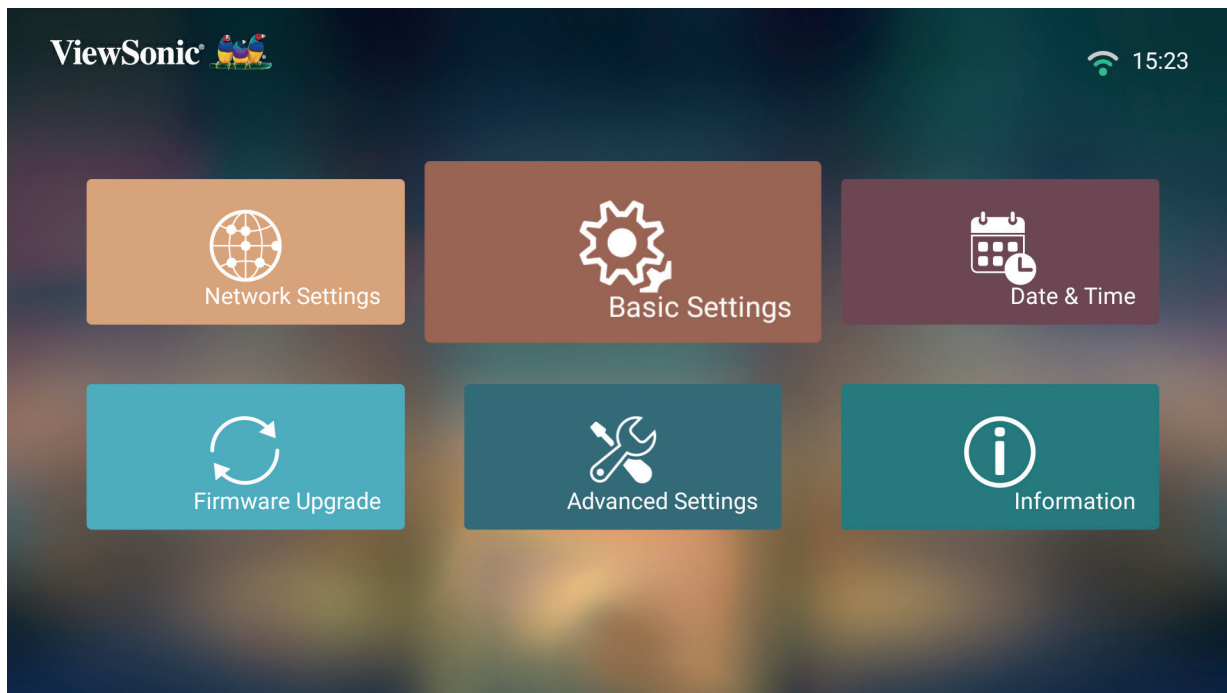 ViewSonic®
15:23
Network Settings
Basic Settings
Date & Time
Firmware Upgrade
Advanced Settings
Information